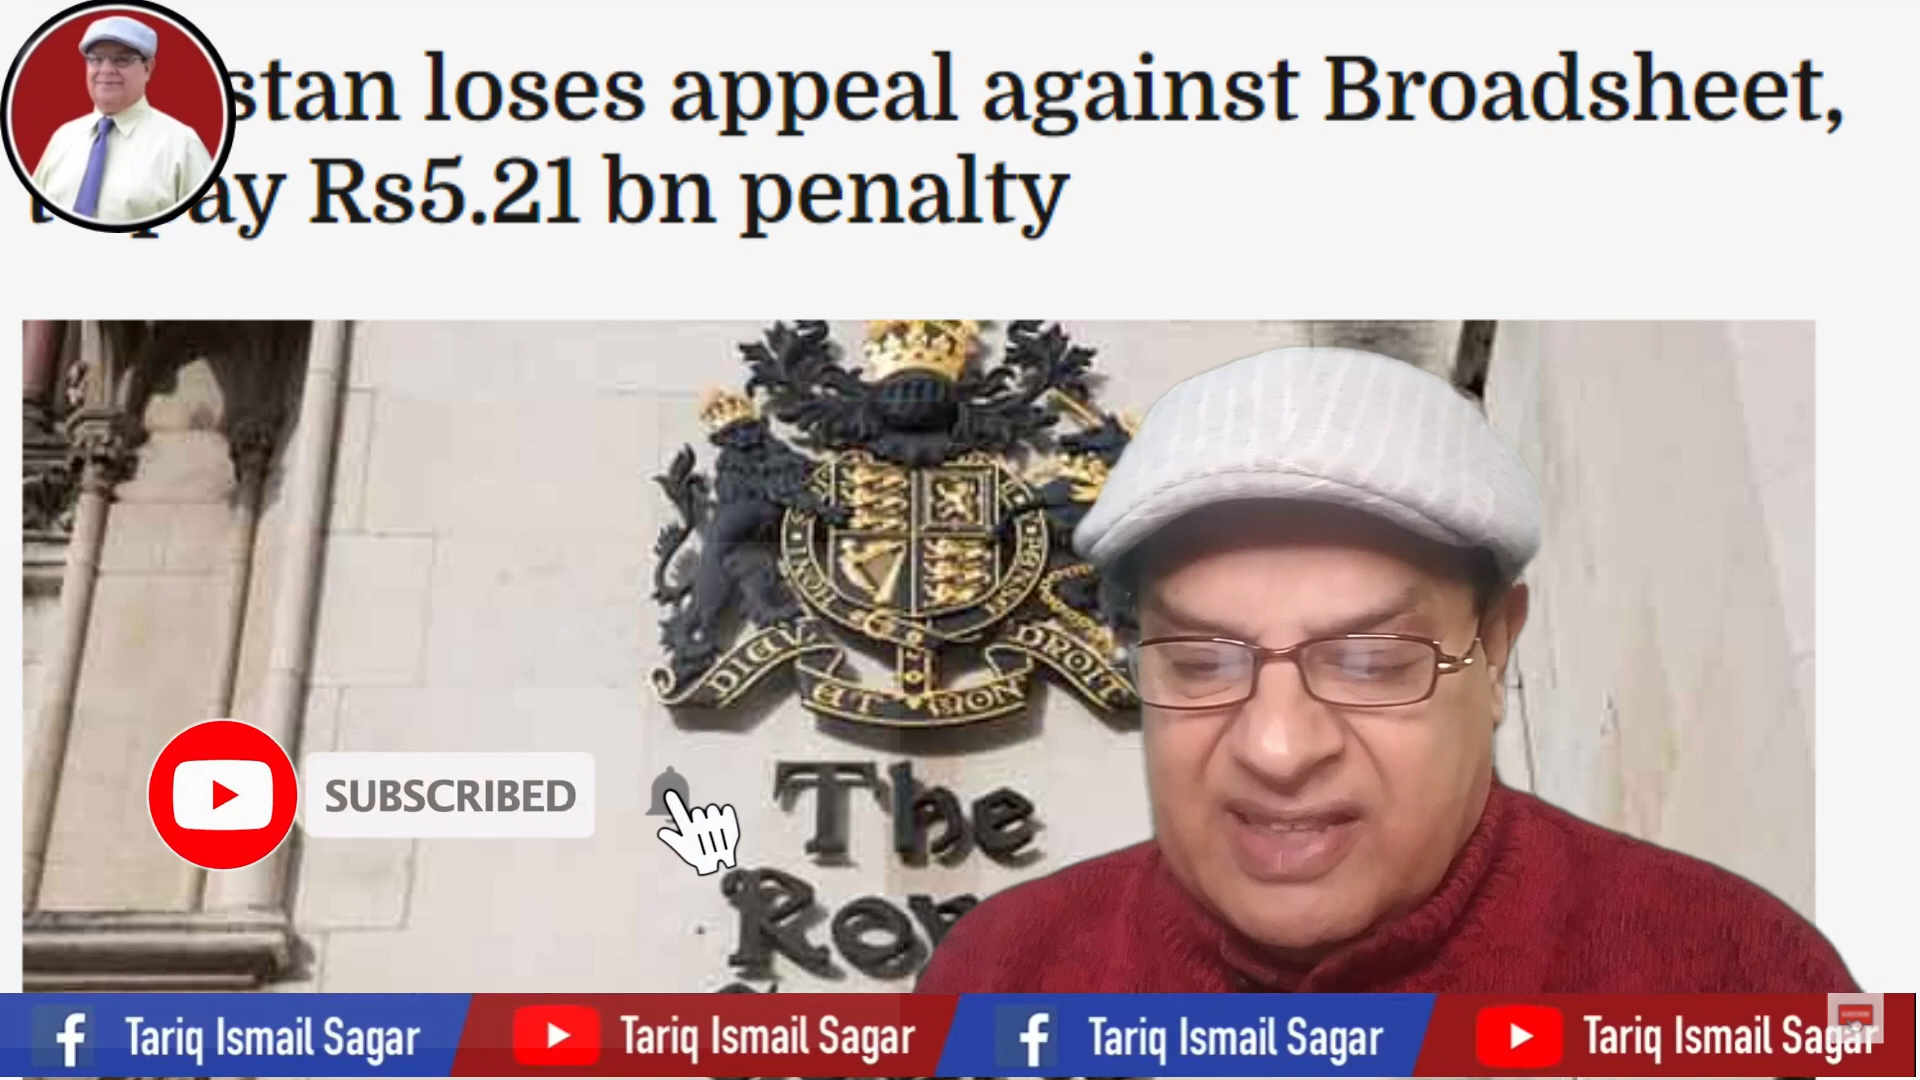 stan loses appeal against Broadsheet,
pay Rs5.21 bn penalty
DIEU ET MON DROIT
SUBSCRIBED
The
Tariq Ismail Sagar Tariq Ismail Sagar Tariq Ismail Sagar Tariq Ismail Sagar